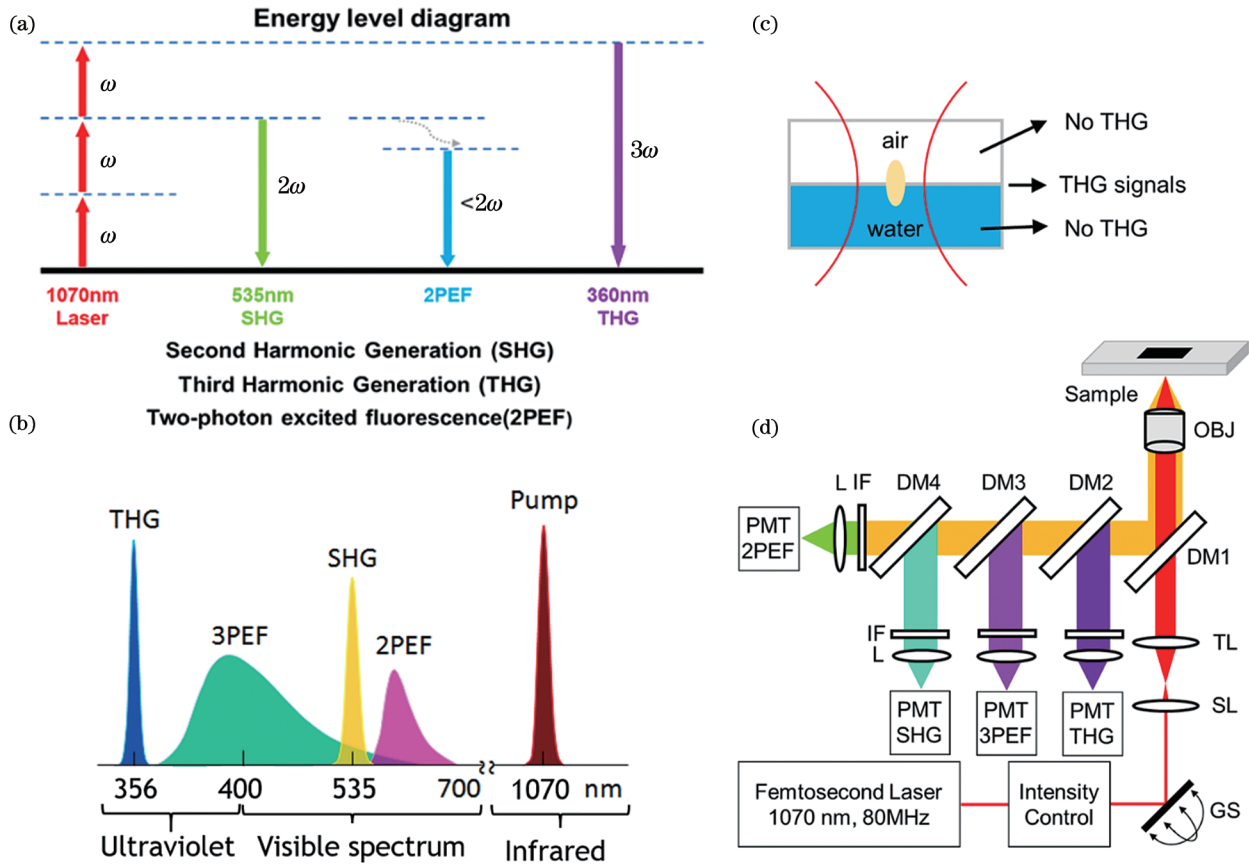 (a)
Energy level diagram
ω
ω
ω
2ω
<2ω
3ω
1070nm
Laser
535nm
SHG
2PEF
360nm
THG
Second Harmonic Generation (SHG)
Third Harmonic Generation (THG)
Two-photon excited fluorescence(2PEF)
(b)
THG
3PEF
SHG
2PEF
Pump
356
400
535
700
1070
nm
Ultraviolet
Visible spectrum
Infrared
(c)
air
water
No THG
THG signals
No THG
(d)
Sample
OBJ
L
IF
DM4
DM3
DM2
DM1
PMT
2PEF
IF
L
TL
SL
PMT
SHG
PMT
3PEF
PMT
THG
Femtosecond Laser
1070 nm, 80MHz
Intensity
Control
GS